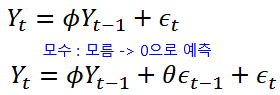 Yₜ = ϕYₜ₋₁ + ϵₜ
모수 : 모름 -> 0으로 예측
Yₜ = ϕYₜ₋₁ + θϵₜ₋₁ + ϵₜ